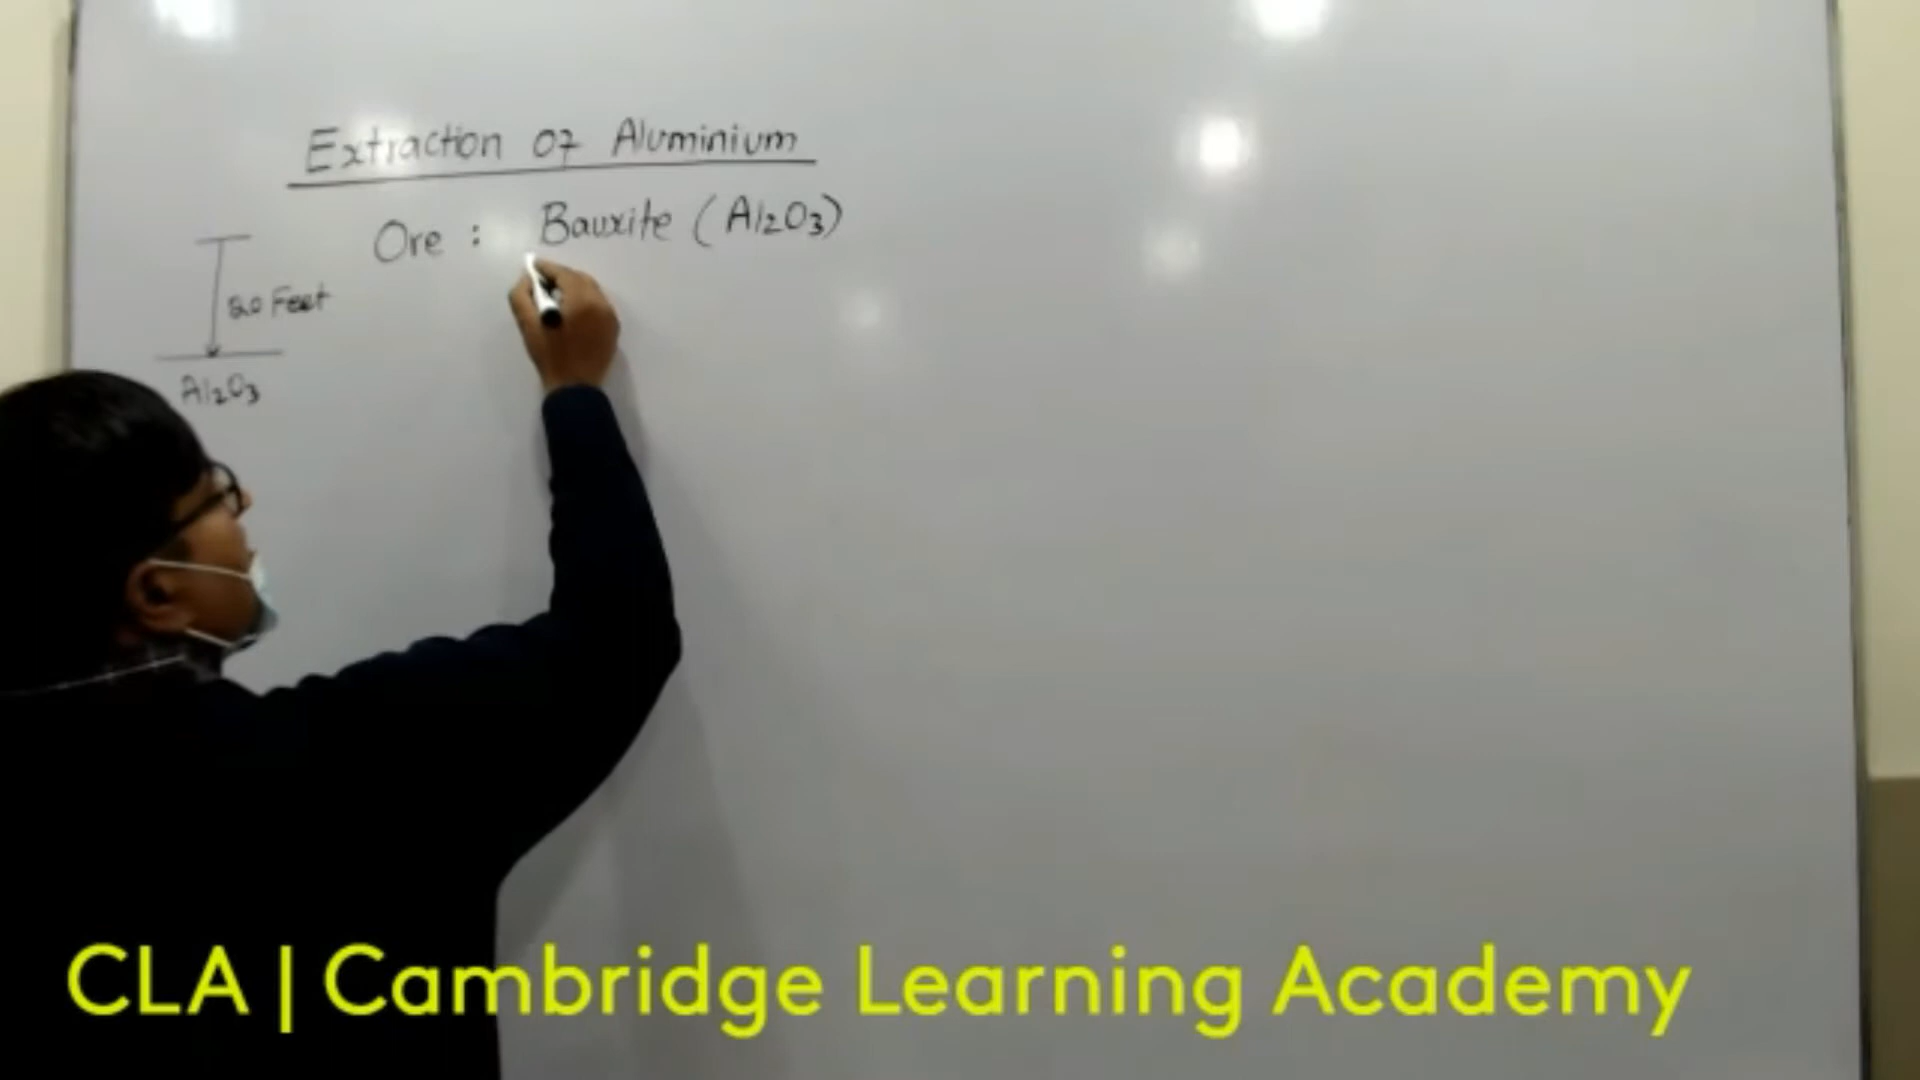 Extraction of Aluminium
Ore : Bauxite (Al₂O₃)
20 Feet
Al₂O₃
CLA | Cambridge Learning Academy